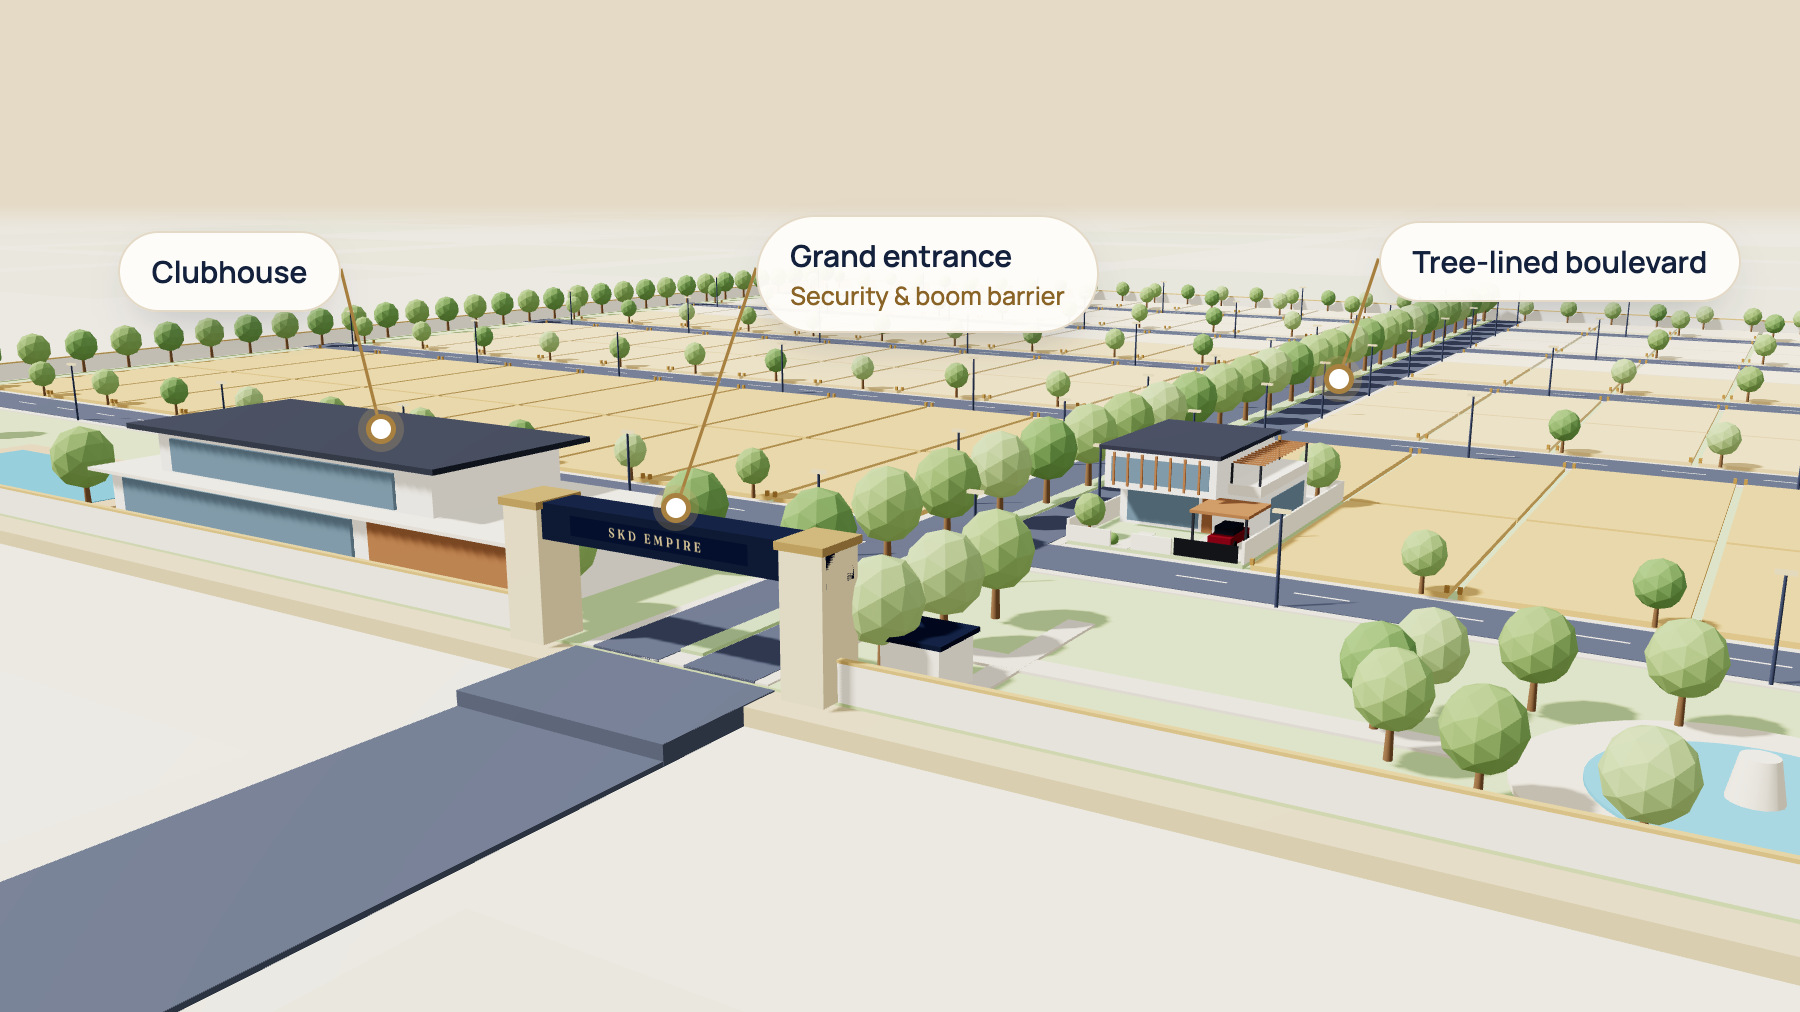 Clubhouse
Grand entrance
Security & boom barrier
Tree-lined boulevard
SKD EMPIRE